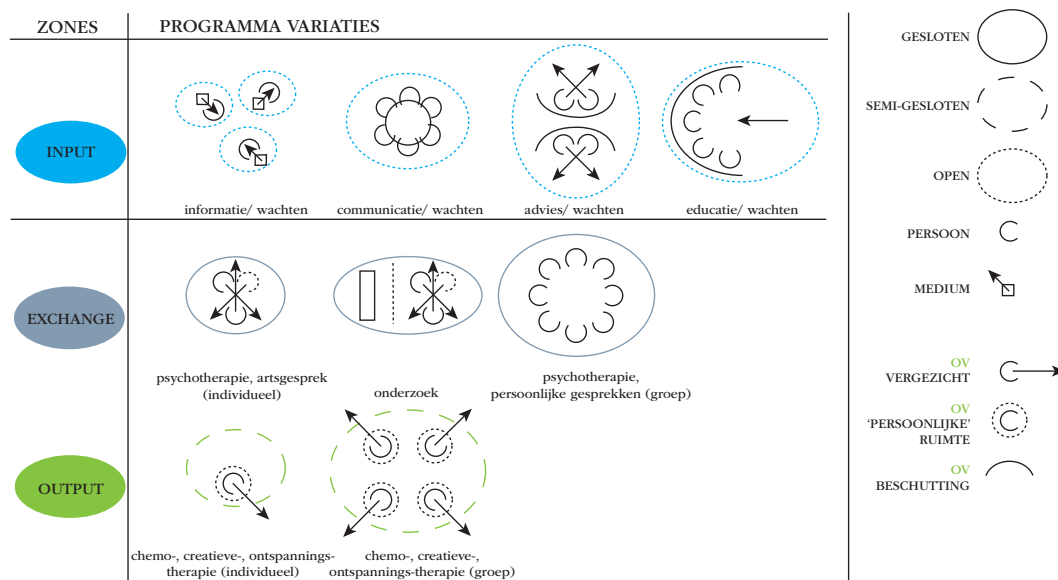 ZONES
PROGRAMMA VARIATIES
INPUT
informatie/ wachten
communicatie/ wachten
advies/ wachten
educatie/ wachten
EXCHANGE
psychotherapie, artsgesprek
(individueel)
onderzoek
psychotherapie,
persoonlijke gesprekken (groep)
OUTPUT
chemo-, creatieve-, ontspannings-
therapie (individueel)
chemo-, creatieve-,
ontspannings-therapie (groep)
GESLOTEN
SEMI-GESLOTEN
OPEN
PERSOON
MEDIUM
OV
VERGEZICHT
OV
‘PERSOONLIJKE’
RUIMTE
OV
BESCHUTTING